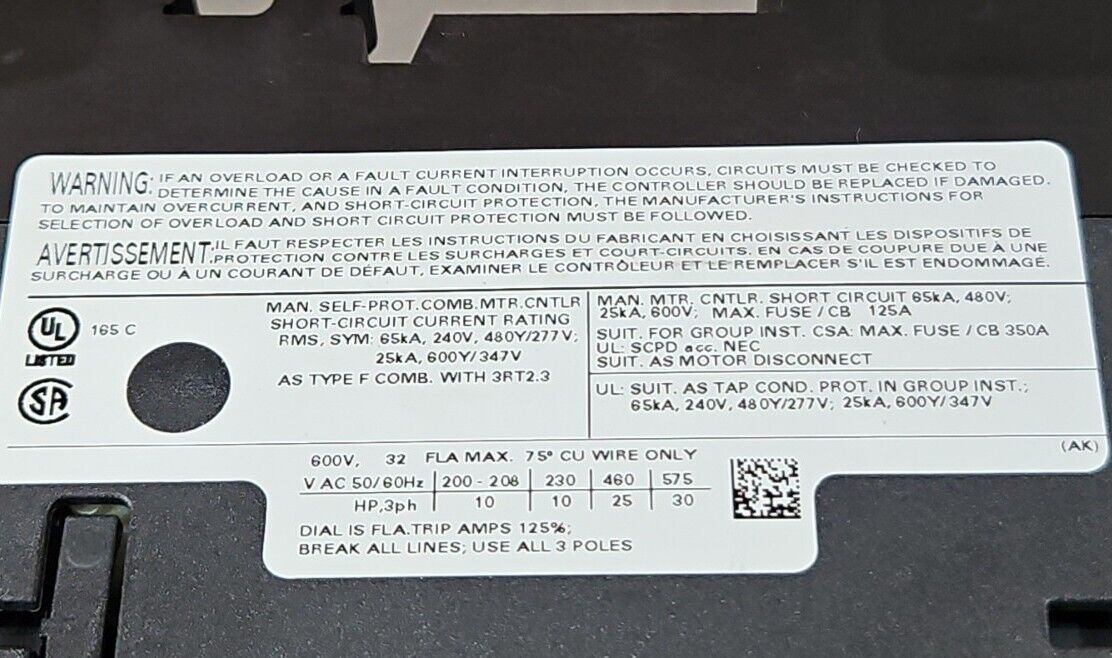 WARNING: IF AN OVERLOAD OR A FAULT CURRENT INTERRUPTION OCCURS, CIRCUITS MUST BE CHECKED TO
DETERMINE THE CAUSE IN A FAULT CONDITION, THE CONTROLLER SHOULD BE REPLACED IF DAMAGED.
TO MAINTAIN OVERCURRENT, AND SHORT-CIRCUIT PROTECTION, THE MANUFACTURER'S INSTRUCTIONS FOR
SELECTION OF OVERLOAD AND SHORT CIRCUIT PROTECTION MUST BE FOLLOWED.
AVERTISSEMENT: IL FAUT RESPECTER LES INSTRUCTIONS DU FABRICANT EN CHOISISSANT LES DISPOSITIFS DE
PROTECTION CONTRE LES SURCHARGES ET COURT-CIRCUITS. EN CAS DE COUPURE DUE À UNE
SURCHARGE OU À UN COURANT DE DÉFAUT, EXAMINER LE CONTRÔLEUR ET LE REMPLACER S'IL EST ENDOMMAGÉ.
UL
LISTED
165 C
SA
MAN. SELF-PROT.COMB.MTR.CNTLR
SHORT-CIRCUIT CURRENT RATING
RMS, SYM: 65kA, 240V, 480Y/277V;
25kA, 600Y/347V
AS TYPE F COMB. WITH 3RT2.3
MAN. MTR. CNTLR. SHORT CIRCUIT 65kA, 480V;
25kA, 600V; MAX. FUSE / CB 125A
SUIT. FOR GROUP INST. CSA: MAX. FUSE / CB 350A
UL: SCPD acc. NEC
SUIT. AS MOTOR DISCONNECT
UL: SUIT. AS TAP COND. PROT. IN GROUP INST.;
65kA, 240V, 480Y/277V; 25kA, 600Y/347V
(AK)
600V, 32 FLA MAX. 75° CU WIRE ONLY
V AC 50/60Hz 200 - 208 230 460 575
HP,3ph 10 10 25 30
DIAL IS FLA.TRIP AMPS 125%;
BREAK ALL LINES; USE ALL 3 POLES